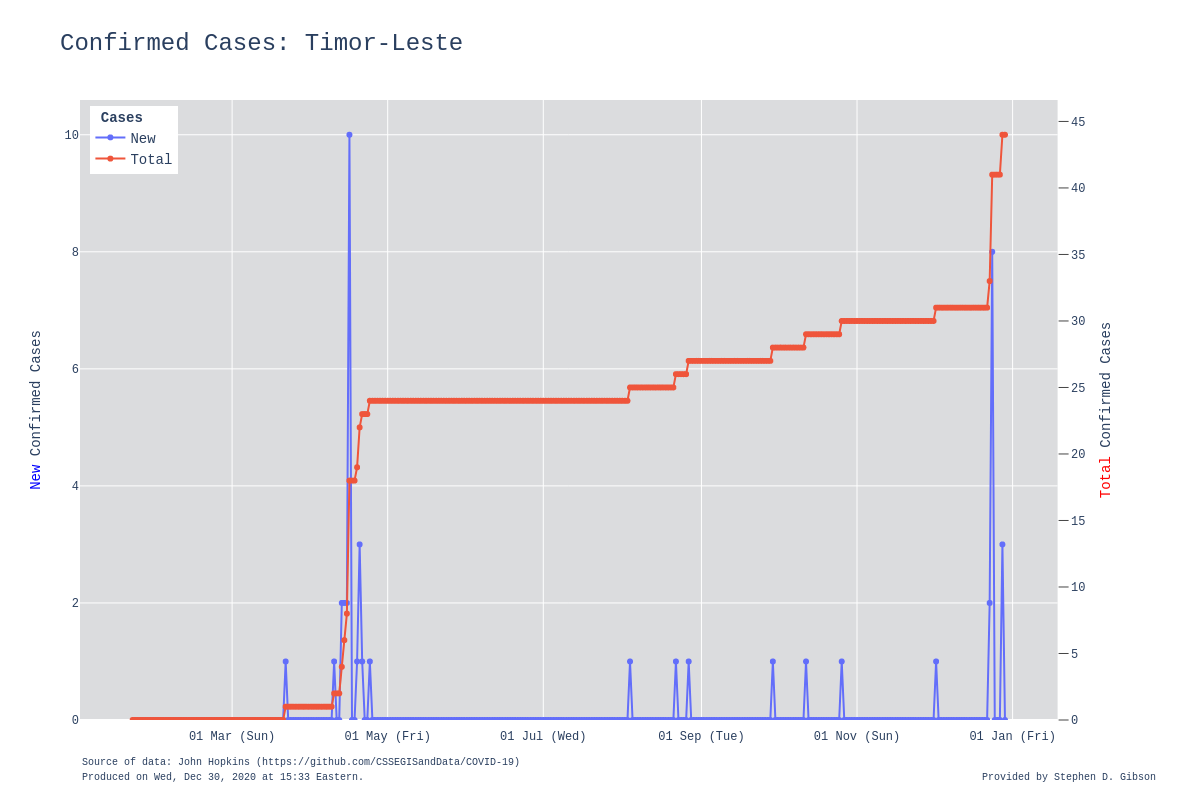 Confirmed Cases: Timor-Leste
Cases
New
Total
10
8
6
4
2
0
45
40
35
30
25
20
15
10
5
0
New Confirmed Cases
Total Confirmed Cases
01 Mar (Sun)
01 May (Fri)
01 Jul (Wed)
01 Sep (Tue)
01 Nov (Sun)
01 Jan (Fri)
Source of data: John Hopkins (https://github.com/CSSEGISandData/COVID-19)
Produced on Wed, Dec 30, 2020 at 15:33 Eastern.
Provided by Stephen D. Gibson